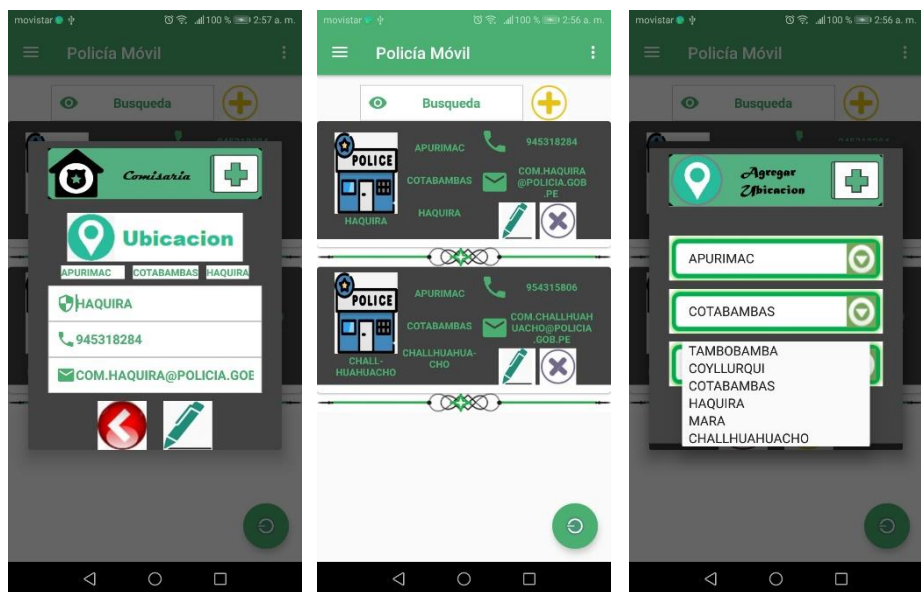 movistar 100 % 2:57 a. m.
Policía Móvil
Busqueda
945318284
Comisaria
Ubicacion
APURIMAC COTABAMBAS HAQUIRA
HAQUIRA
945318284
COM.HAQUIRA@POLICIA.GOE
movistar 100 % 2:56 a. m.
Policía Móvil
Busqueda
POLICE
HAQUIRA
APURIMAC
945318284
COTABAMBAS
COM.HAQUIRA
@POLICIA.GOB
.PE
HAQUIRA
POLICE
CHALL-
HUAHUACHO
APURIMAC
954315806
COTABAMBAS
COM.CHALLHUAH
UACHO@POLICIA
.GOB.PE
CHALLHUAHUA-
CHO
movistar 100 % 2:56 a. m.
Policía Móvil
Busqueda
Agregar
Ubicacion
APURIMAC
COTABAMBAS
TAMBOBAMBA
COYLLURQUI
COTABAMBAS
HAQUIRA
MARA
CHALLHUAHUACHO